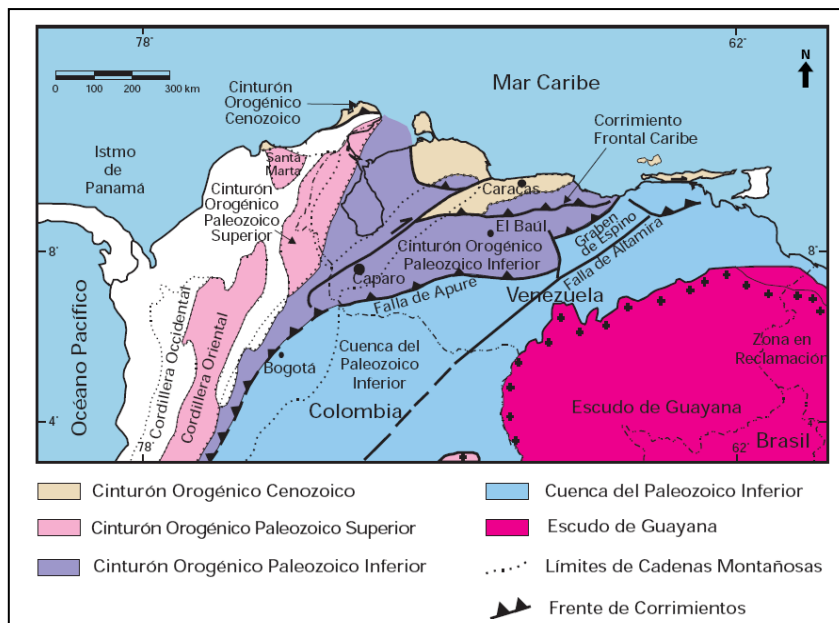 78°
62°
N
0 100 200 300 km
Mar Caribe
Cinturón
Orogénico
Cenozoico
Corrimiento
Frontal Caribe
Istmo
de
Panamá
Santa
Marta
Cinturón
Orogénico
Paleozoico
Superior
Caracas
El Baúl
Graben
de Espino
8°
8°
Cinturón Orogénico
Paleozoico Inferior
Caparo
Falla de Apure
Falla de Altamira
Venezuela
Océano Pacífico
Cordillera Occidental
Cordillera Oriental
Bogotá
Cuenca del
Paleozoico
Inferior
Zona en
Reclamación
4°
4°
Colombia
Escudo de Guayana
Brasil
78°
62°
Cinturón Orogénico Cenozoico
Cinturón Orogénico Paleozoico Superior
Cinturón Orogénico Paleozoico Inferior
Cuenca del Paleozoico Inferior
Escudo de Guayana
Límites de Cadenas Montañosas
Frente de Corrimientos